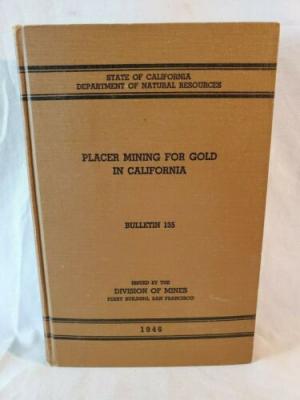 STATE OF CALIFORNIA
DEPARTMENT OF NATURAL RESOURCES
PLACER MINING FOR GOLD
IN CALIFORNIA
BULLETIN 135
ISSUED BY THE
DIVISION OF MINES
FERRY BUILDING, SAN FRANCISCO
1946